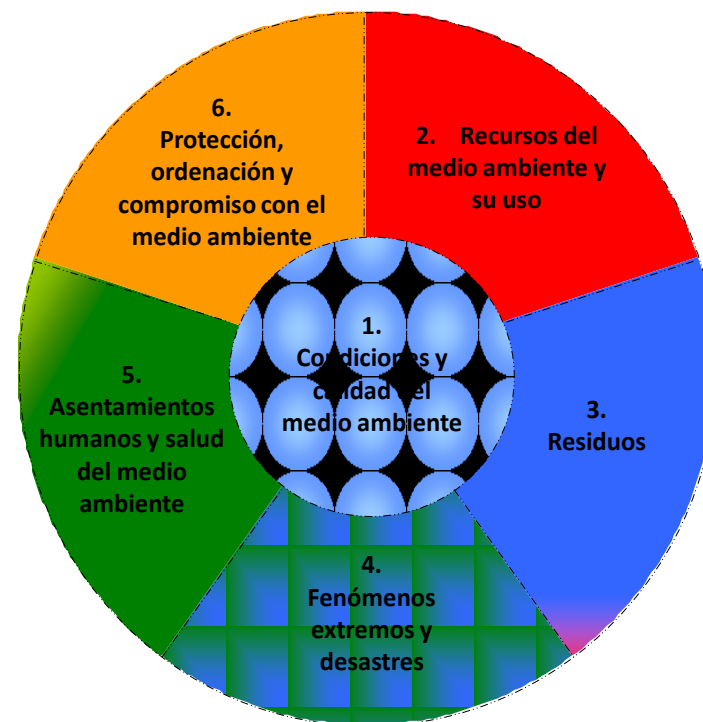 1.
Condiciones y
calidad del
medio ambiente
2. Recursos del
medio ambiente y
su uso
3.
Residuos
4.
Fenómenos
extremos y
desastres
5.
Asentamientos
humanos y salud
del medio
ambiente
6.
Protección,
ordenación y
compromiso con el
medio ambiente